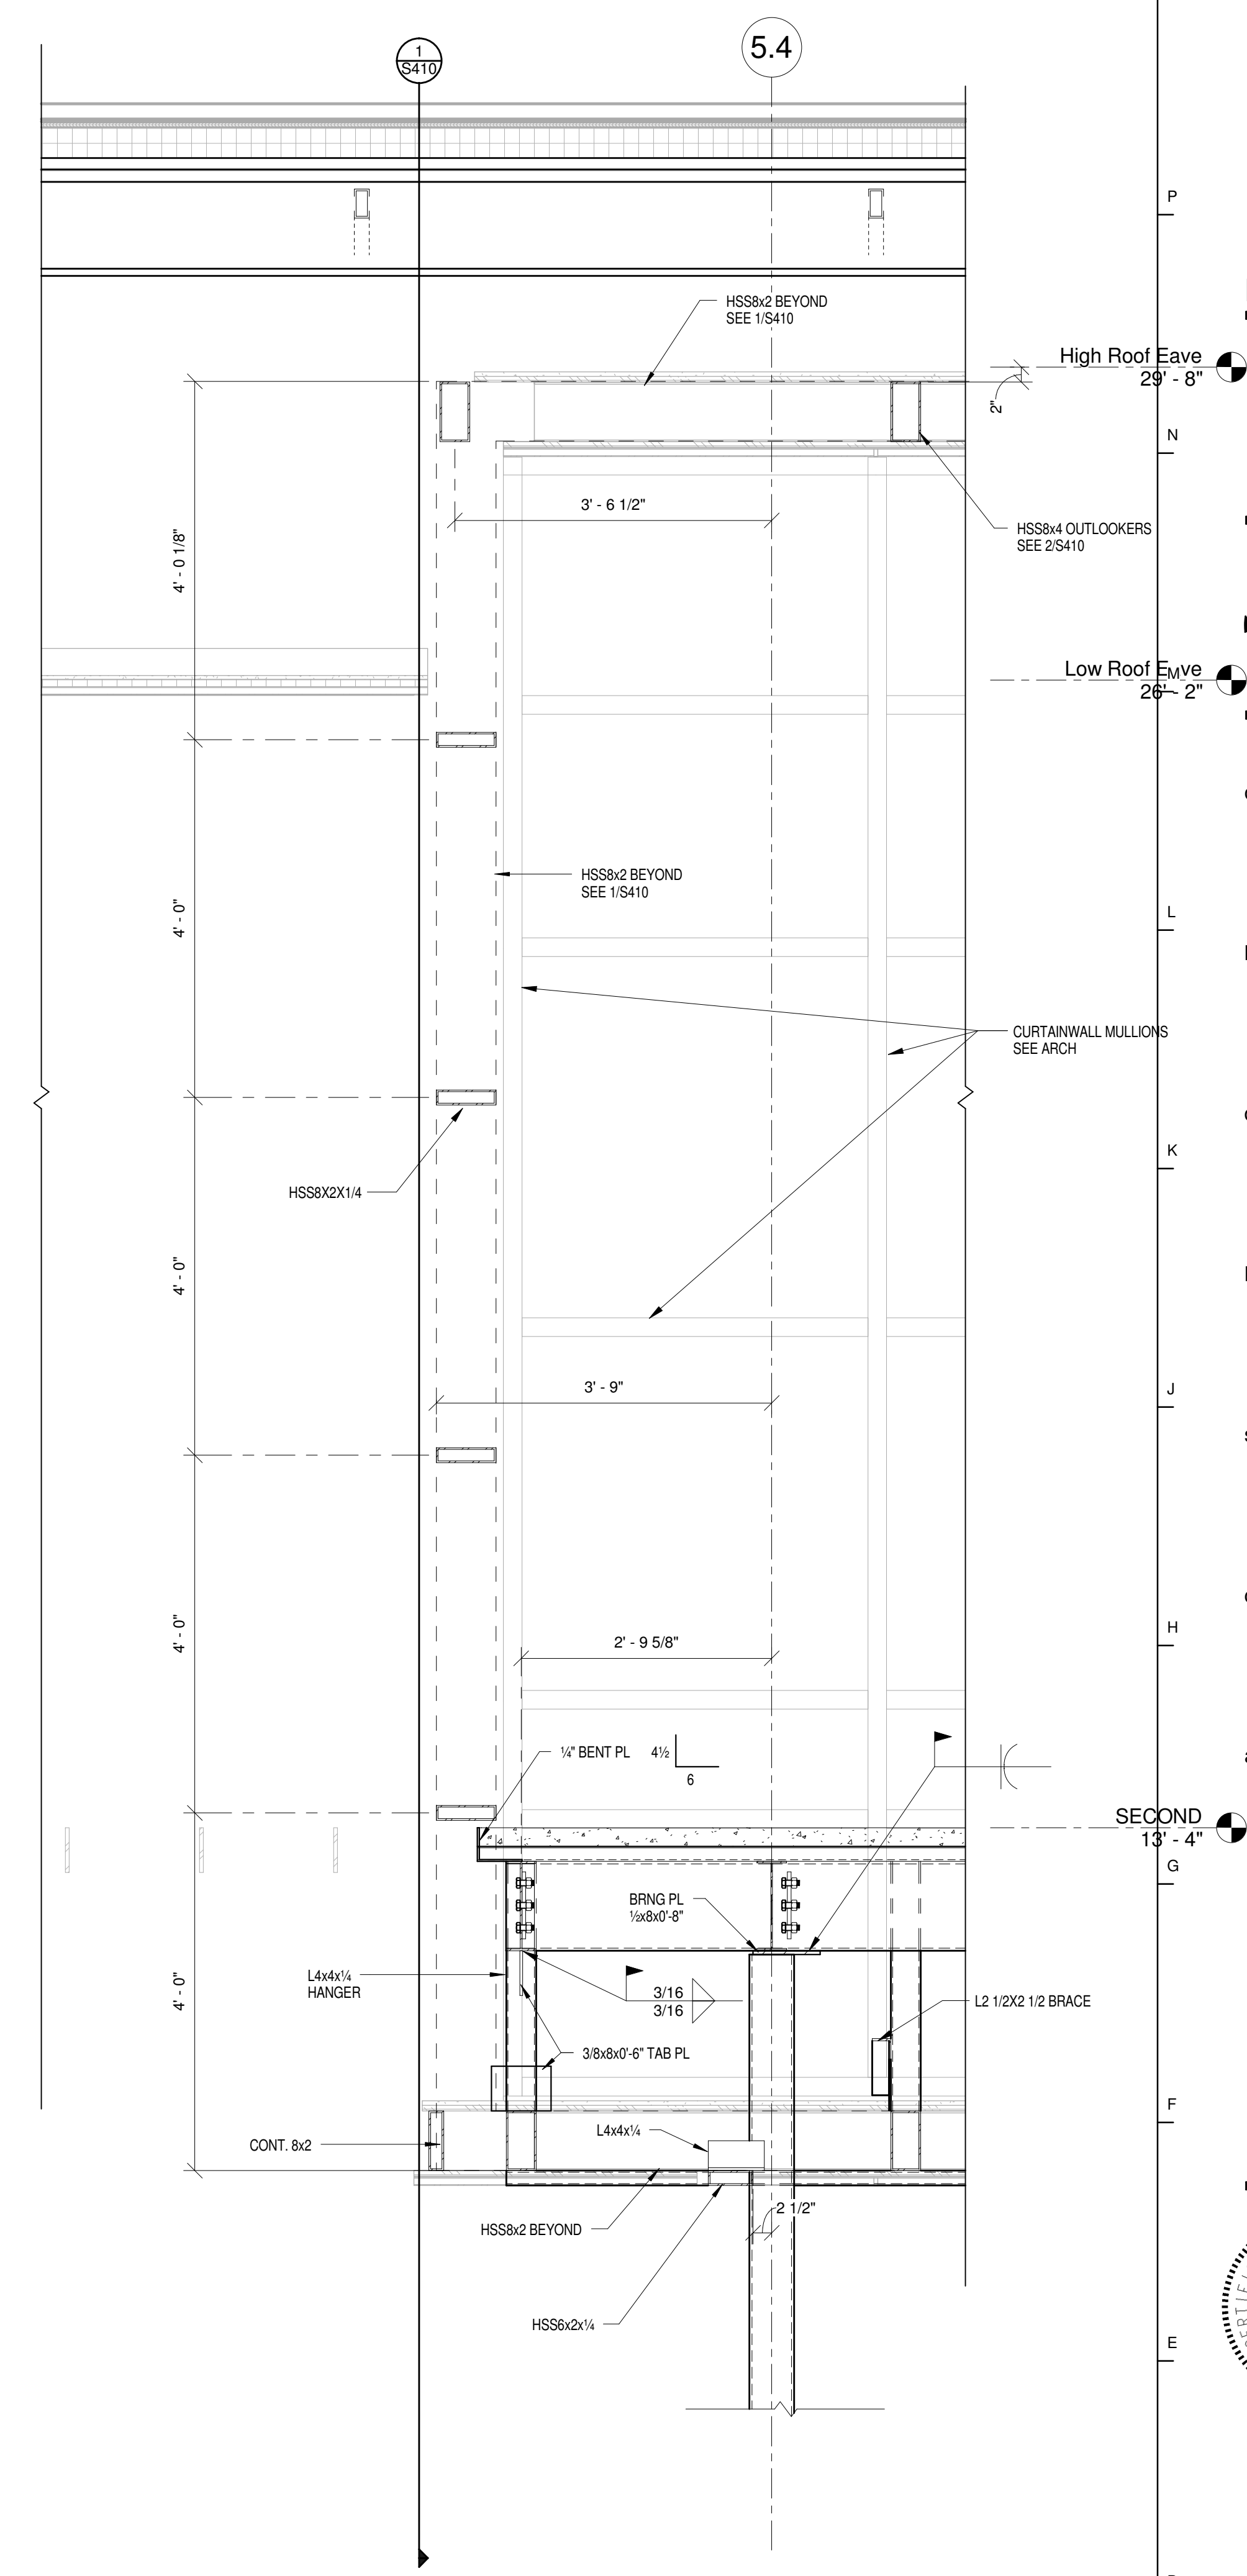 1
S410
5.4
P
HSS8x2 BEYOND
SEE 1/S410
High Roof Eave
29' - 8"
2"
N
3' - 6 1/2"
HSS8x4 OUTLOOKERS
SEE 2/S410
4' - 0 1/8"
Low Roof Eave
M
26' - 2"
HSS8x2 BEYOND
SEE 1/S410
4' - 0"
L
CURTAINWALL MULLIONS
SEE ARCH
K
HSS8X2X1/4
4' - 0"
3' - 9"
J
4' - 0"
2' - 9 5/8"
H
¼" BENT PL
4½
6
SECOND
13' - 4"
G
BRNG PL
½x8x0'-8"
L4x4x¼
HANGER
4' - 0"
3/16
3/16
L2 1/2X2 1/2 BRACE
3/8x8x0'-6" TAB PL
F
L4x4x¼
CONT. 8x2
2 1/2"
HSS8x2 BEYOND
HSS6x2x¼
E